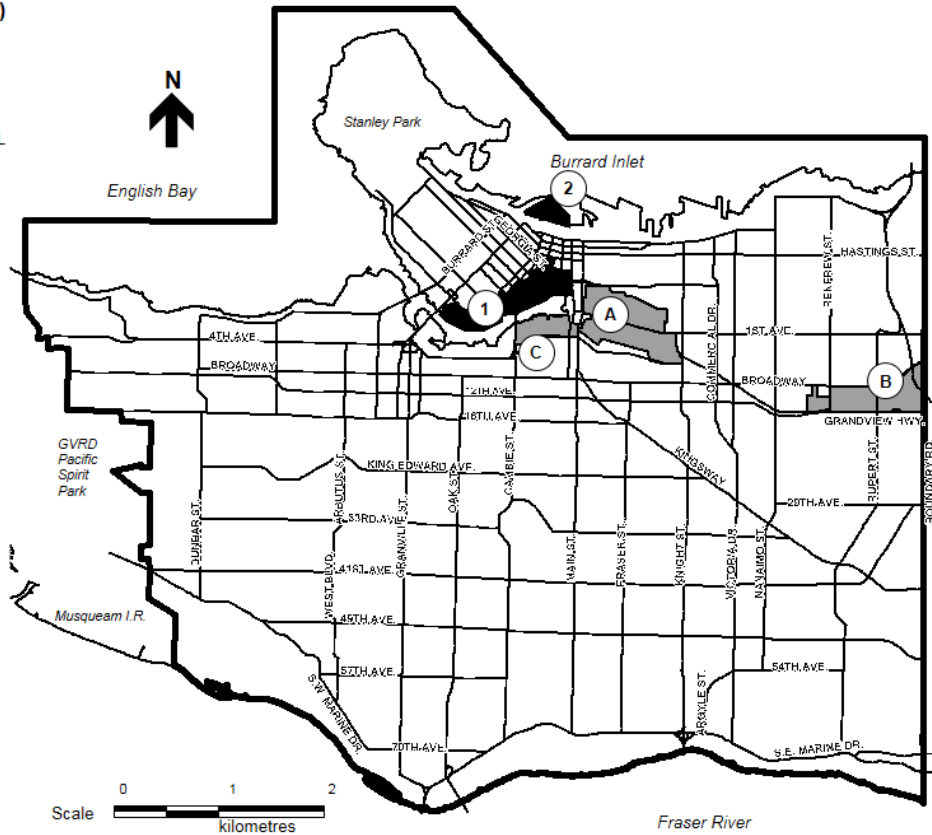 )
N
Stanley Park
English Bay
Burrard Inlet
2
BURRARD ST.
GEORGIA ST.
HASTINGS ST.
RENFREW ST.
1
A
4TH AVE.
COMMERCIAL DR.
1ST AVE.
C
BROADWAY
BROADWAY
B
12TH AVE.
16TH AVE.
GRANDVIEW HWY.
GVRD
Pacific
Spirit
Park
KING EDWARD AVE.
ARBUTUS ST.
OAK ST.
CAMBIE ST.
KINGSWAY
RUPERT ST.
BOUNDARY RD.
29TH AVE.
33RD AVE.
DUNBAR ST.
GRANVILLE ST.
MAIN ST.
FRASER ST.
KNIGHT ST.
VICTORIA DR.
NANAIMO ST.
41ST AVE.
WEST BLVD.
Musqueam I.R.
49TH AVE.
57TH AVE.
54TH AVE.
ARGYLE ST.
S.W. MARINE DR.
70TH AVE.
S.E. MARINE DR.
0 1 2
Scale
kilometres
Fraser River